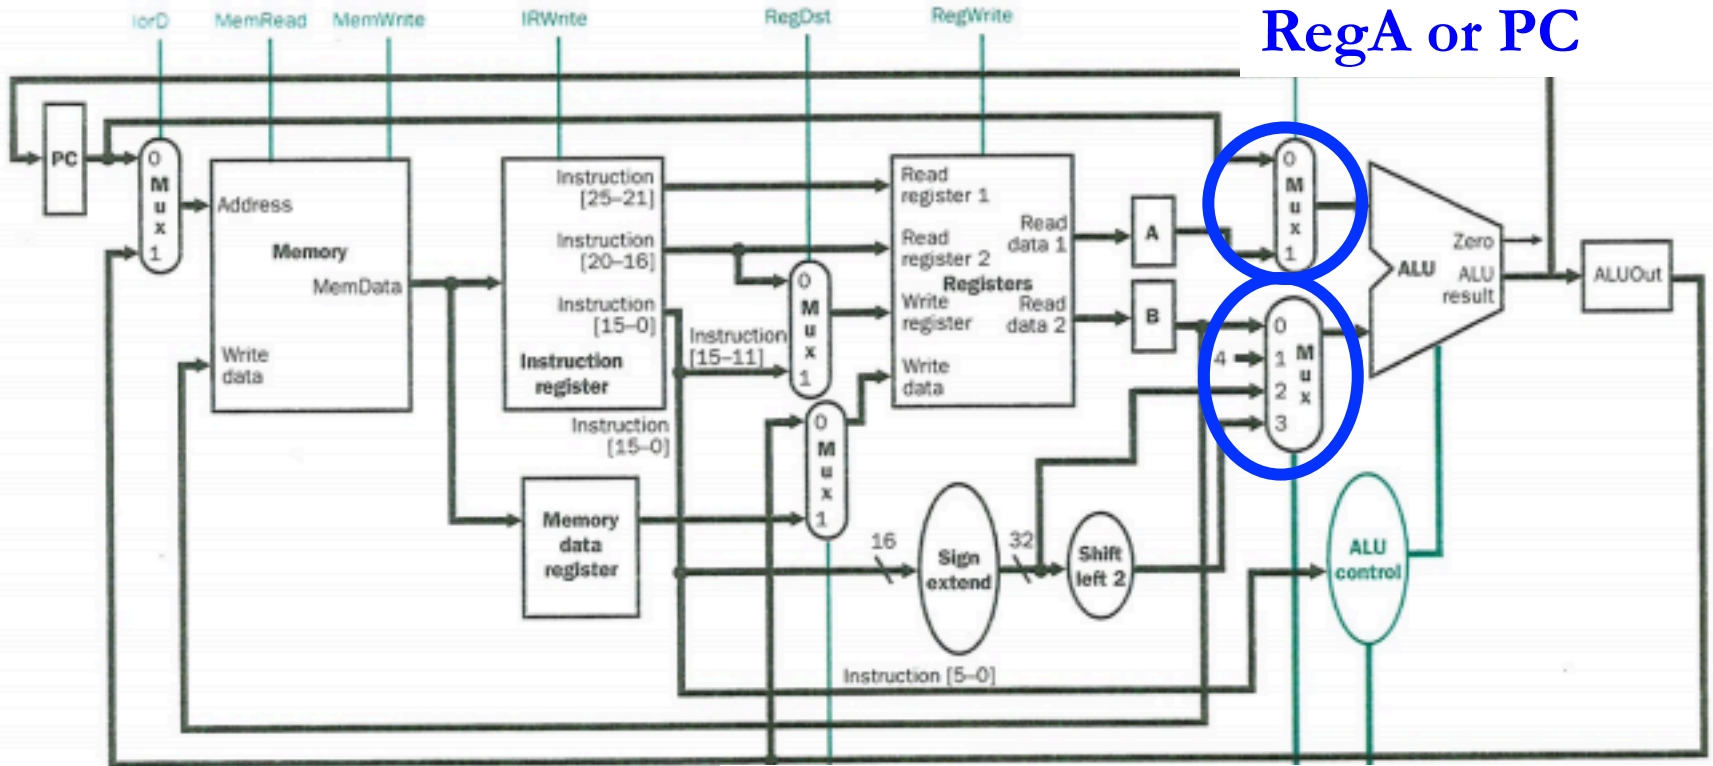 IorD
MemRead
MemWrite
IRWrite
RegDst
RegWrite
RegA or PC
PC
0
M
u
x
1
Address
Memory
MemData
Write
data
Instruction
[25–21]
Instruction
[20–16]
Instruction
[15–0]
Instruction
register
Instruction
[15–0]
Instruction
[15–11]
0
M
u
x
1
0
M
u
x
1
Memory
data
register
Read
register 1
Read
register 2
Registers
Write
register
Write
data
Read
data 1
Read
data 2
A
B
4
0
M
u
x
1
0
1
2
3
M
u
x
Zero
ALU
ALU
result
ALUOut
16
Sign
extend
32
Shift
left 2
ALU
control
Instruction [5–0]